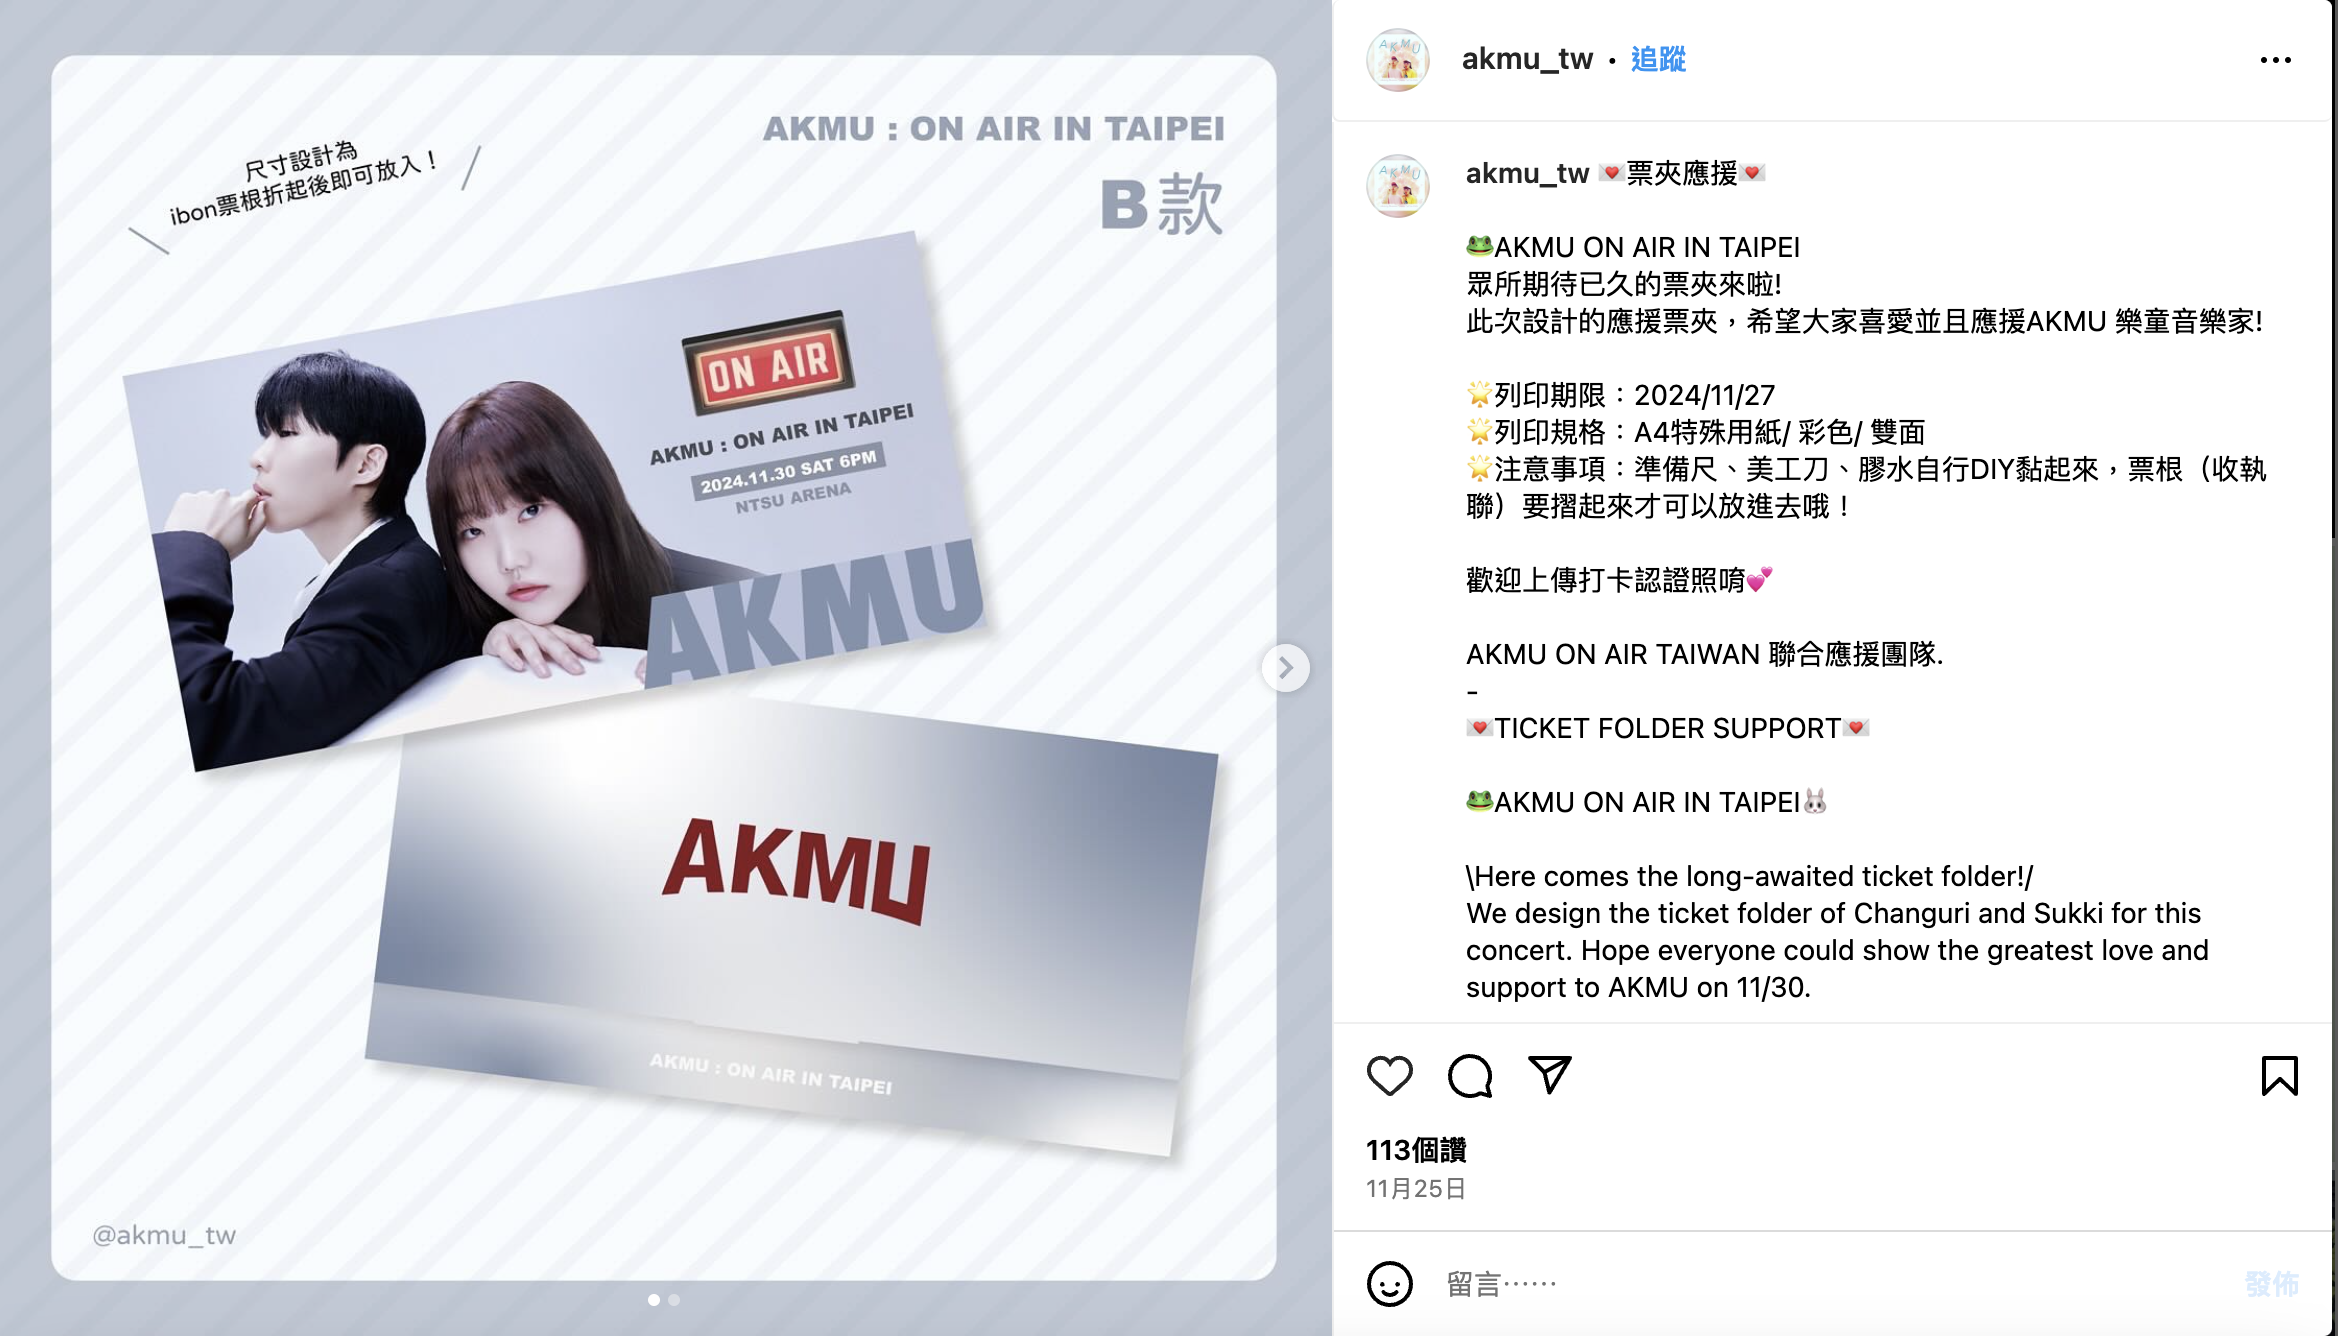 AKMU : ON AIR IN TAIPEI
B款
尺寸設計為
ibon票根折起後即可放入！
ON AIR
AKMU : ON AIR IN TAIPEI
2024.11.30 SAT 6PM
NTSU ARENA
AKMU
AKMU
AKMU : ON AIR IN TAIPEI
@akmu_tw
AKMU
akmu_tw • 追蹤
AKMU
akmu_tw 💌票夾應援💌
🐸AKMU ON AIR IN TAIPEI
眾所期待已久的票夾來啦!
此次設計的應援票夾，希望大家喜愛並且應援AKMU 樂童音樂家!
🌟列印期限：2024/11/27
🌟列印規格：A4特殊用紙/ 彩色/ 雙面
🌟注意事項：準備尺、美工刀、膠水自行DIY黏起來，票根（收執
聯）要摺起來才可以放進去哦！
歡迎上傳打卡認證照唷💕
AKMU ON AIR TAIWAN 聯合應援團隊.
-
💌TICKET FOLDER SUPPORT💌
🐸AKMU ON AIR IN TAIPEI🐰
\Here comes the long-awaited ticket folder!/
We design the ticket folder of Changuri and Sukki for this
concert. Hope everyone could show the greatest love and
support to AKMU on 11/30.
113個讚
11月25日
留言……
發佈